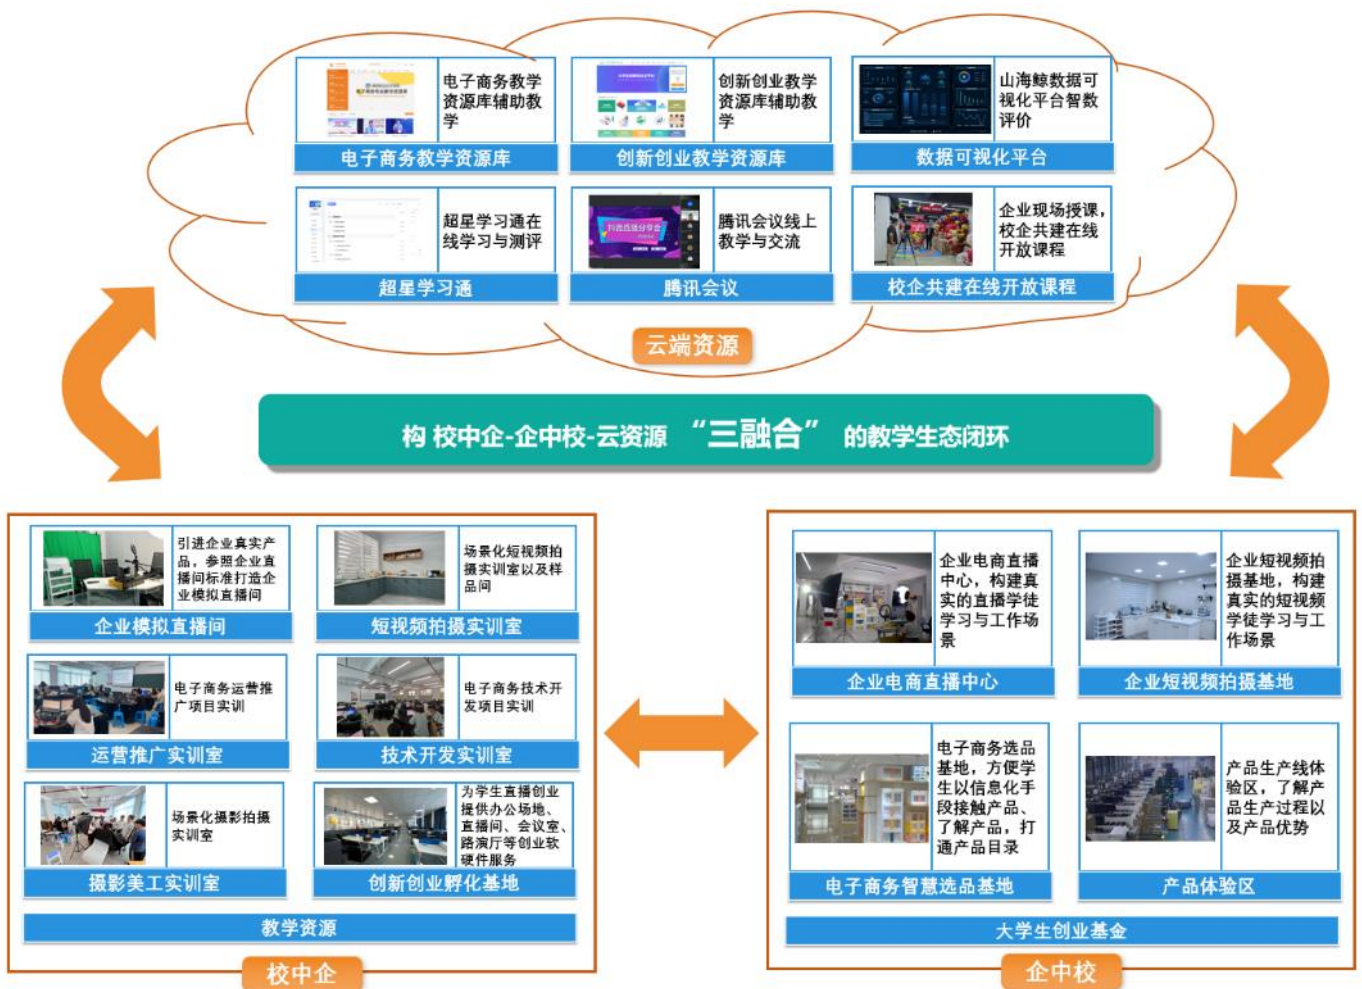 电子商务教学
资源库辅助教
学
电子商务教学资源库
创新创业教学
资源库辅助教
学
创新创业教学资源库
山海鲸数据可
视化平台智数
评价
数据可视化平台
超星学习通在
线学习与测评
超星学习通
抖音直播分享会
腾讯会议线上
教学与交流
腾讯会议
企业现场授课，
校企共建在线
开放课程
校企共建在线开放课程
云端资源
构 校中企-企中校-云资源 “三融合” 的教学生态闭环
引进企业真实产
品，参照企业直
播间标准打造企
业模拟直播间
企业模拟直播间
场景化短视频拍
摄实训室以及样
品间
短视频拍摄实训室
电子商务运营推
广项目实训
运营推广实训室
电子商务技术开
发项目实训
技术开发实训室
场景化摄影拍摄
实训室
摄影美工实训室
为学生直播创业
提供办公场地、
直播间、会议室、
路演厅等创业软
硬件服务
创新创业孵化基地
教学资源
校中企
企业电商直播
中心，构建真
实的直播学徒
学习与工作场
景
企业电商直播中心
企业短视频拍
摄基地，构建
真实的短视频
学徒学习与工
作场景
企业短视频拍摄基地
电子商务选品
基地，方便学
生以信息化手
段接触产品、
了解产品，打
通产品目录
电子商务智慧选品基地
产品生产线体
验区，了解产
品生产过程以
及产品优势
产品体验区
大学生创业基金
企中校